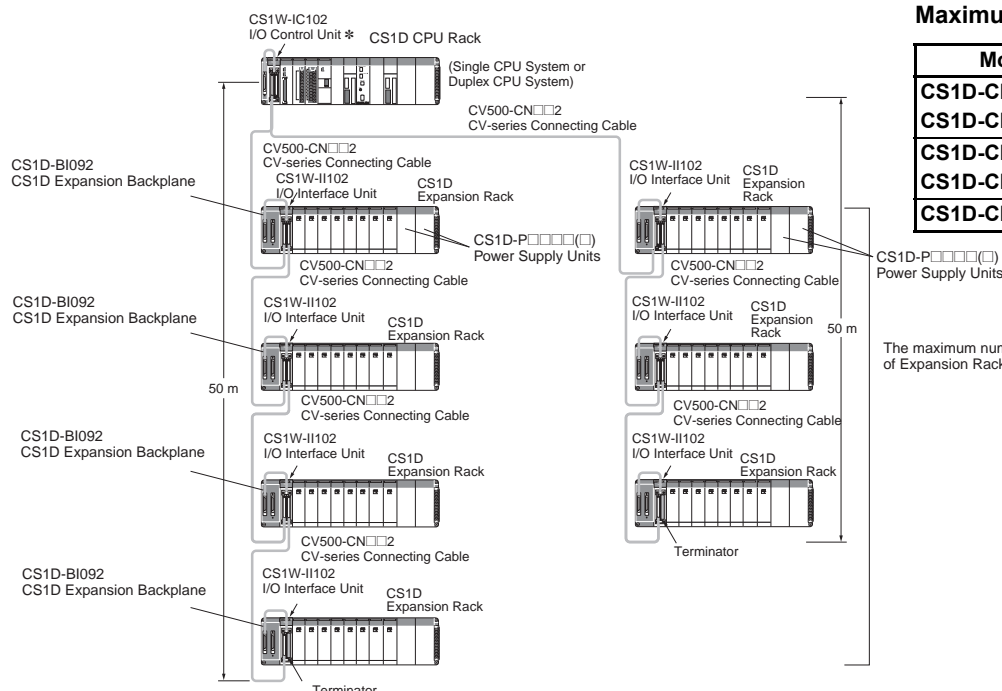 CS1W-IC102
I/O Control Unit * CS1D CPU Rack
(Single CPU System or
Duplex CPU System)
CV500-CN□□2
CV-series Connecting Cable
CV500-CN□□2
CV-series Connecting Cable
CS1D-BI092
CS1D Expansion Backplane
CS1W-II102
I/O Interface Unit
CS1D
Expansion Rack
CS1D-P□□□□(□)
Power Supply Units
CV500-CN□□2
CV-series Connecting Cable
CS1D-BI092
CS1D Expansion Backplane
CS1W-II102
I/O Interface Unit
CS1D
Expansion Rack
50 m
CV500-CN□□2
CV-series Connecting Cable
CS1D-BI092
CS1D Expansion Backplane
CS1W-II102
I/O Interface Unit
CS1D
Expansion Rack
CV500-CN□□2
CV-series Connecting Cable
CS1D-BI092
CS1D Expansion Backplane
CS1W-II102
I/O Interface Unit
CS1D
Expansion Rack
Terminator
CS1W-II102
I/O Interface Unit
CS1D
Expansion
Rack
CS1D-P□□□□(□)
Power Supply Units
CV500-CN□□2
CV-series Connecting Cable
CS1W-II102
I/O Interface Unit
CS1D
Expansion
Rack
50 m
CV500-CN□□2
CV-series Connecting Cable
CS1W-II102
I/O Interface Unit
CS1D
Expansion Rack
Terminator
The maximum
of Expansion
CS1D
CS1D
CS1D
CS1D
CS1D